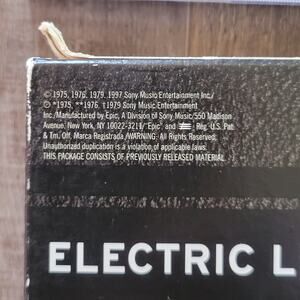 © 1975, 1976, 1979, 1997 Sony Music Entertainment Inc./
℗ *1975, **1976, †1979 Sony Music Entertainment
Inc./Manufactured by Epic, A Division of Sony Music/550 Madison
Avenue, New York, NY 10022-3211/"Epic" and Reg. U.S. Pat.
& Tm. Off. Marca Registrada./WARNING: All Rights Reserved.
Unauthorized duplication is a violation of applicable laws.
THIS PACKAGE CONSISTS OF PREVIOUSLY RELEASED MATERIAL.
ELECTRIC L